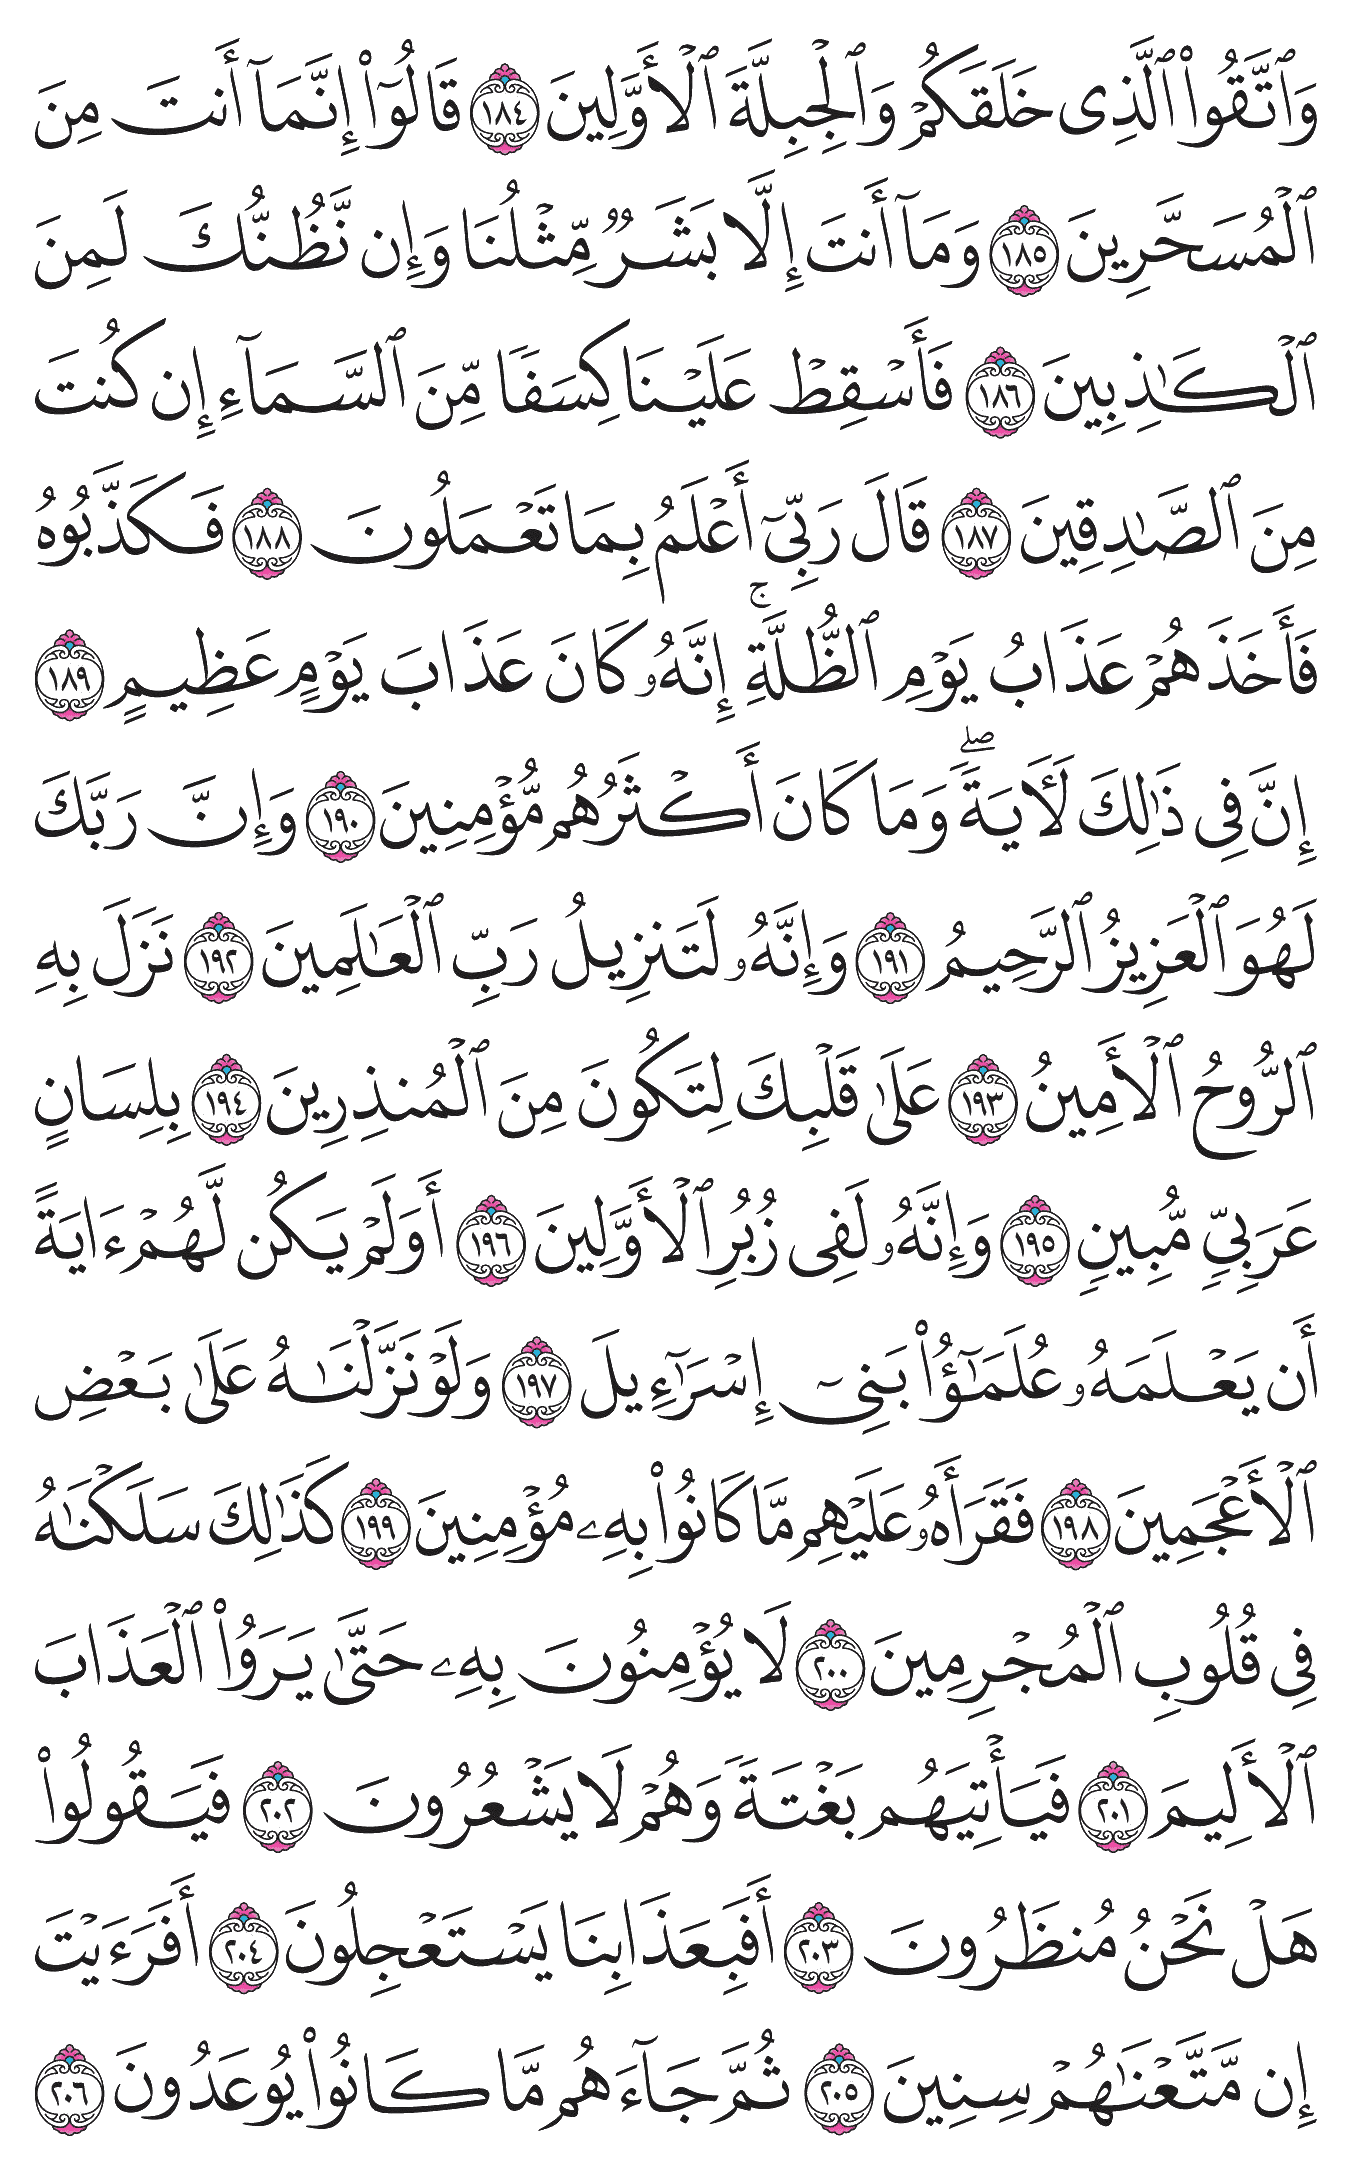 وَٱتَّقُوا۟ ٱلَّذِى خَلَقَكُمْ وَٱلْجِبِلَّةَ ٱلْأَوَّلِينَ ١٨٤ قَالُوٓا۟ إِنَّمَآ أَنتَ مِنَ
ٱلْمُسَحَّرِينَ ١٨٥ وَمَآ أَنتَ إِلَّا بَشَرٌ مِّثْلُنَا وَإِن نَّظُنُّكَ لَمِنَ
ٱلْكَـٰذِبِينَ ١٨٦ فَأَسْقِطْ عَلَيْنَا كِسَفًا مِّنَ ٱلسَّمَآءِ إِن كُنتَ
مِنَ ٱلصَّـٰدِقِينَ ١٨٧ قَالَ رَبِّىٓ أَعْلَمُ بِمَا تَعْمَلُونَ ١٨٨ فَكَذَّبُوهُ
فَأَخَذَهُمْ عَذَابُ يَوْمِ ٱلظُّلَّةِ ۚ إِنَّهُۥ كَانَ عَذَابَ يَوْمٍ عَظِيمٍ ١٨٩
إِنَّ فِى ذَٰلِكَ لَـَٔايَةً ۖ وَمَا كَانَ أَكْثَرُهُم مُّؤْمِنِينَ ١٩٠ وَإِنَّ رَبَّكَ
لَهُوَ ٱلْعَزِيزُ ٱلرَّحِيمُ ١٩١ وَإِنَّهُۥ لَتَنزِيلُ رَبِّ ٱلْعَـٰلَمِينَ ١٩٢ نَزَلَ بِهِ
ٱلرُّوحُ ٱلْأَمِينُ ١٩٣ عَلَىٰ قَلْبِكَ لِتَكُونَ مِنَ ٱلْمُنذِرِينَ ١٩٤ بِلِسَانٍ
عَرَبِىٍّ مُّبِينٍ ١٩٥ وَإِنَّهُۥ لَفِى زُبُرِ ٱلْأَوَّلِينَ ١٩٦ أَوَلَمْ يَكُن لَّهُمْ ءَايَةً
أَن يَعْلَمَهُۥ عُلَمَـٰٓؤُا۟ بَنِىٓ إِسْرَٰٓءِيلَ ١٩٧ وَلَوْ نَزَّلْنَـٰهُ عَلَىٰ بَعْضِ
ٱلْأَعْجَمِينَ ١٩٨ فَقَرَأَهُۥ عَلَيْهِم مَّا كَانُوا۟ بِهِۦ مُؤْمِنِينَ ١٩٩ كَذَٰلِكَ سَلَكْنَـٰهُ
فِى قُلُوبِ ٱلْمُجْرِمِينَ ٢٠٠ لَا يُؤْمِنُونَ بِهِۦ حَتَّىٰ يَرَوُا۟ ٱلْعَذَابَ
ٱلْأَلِيمَ ٢٠١ فَيَأْتِيَهُم بَغْتَةً وَهُمْ لَا يَشْعُرُونَ ٢٠٢ فَيَقُولُوا۟
هَلْ نَحْنُ مُنظَرُونَ ٢٠٣ أَفَبِعَذَابِنَا يَسْتَعْجِلُونَ ٢٠٤ أَفَرَءَيْتَ
إِن مَّتَّعْنَـٰهُمْ سِنِينَ ٢٠٥ ثُمَّ جَآءَهُم مَّا كَانُوا۟ يُوعَدُونَ ٢٠٦